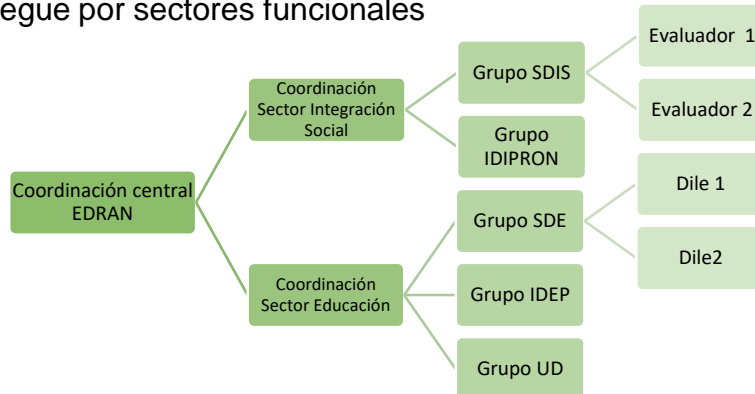 egue por sectores funcionales
Coordinación central
EDRAN
Coordinación
Sector Integración
Social
Grupo SDIS
Evaluador 1
Evaluador 2
Grupo
IDIPRON
Coordinación
Sector Educación
Grupo SDE
Dile 1
Dile2
Grupo IDEP
Grupo UD